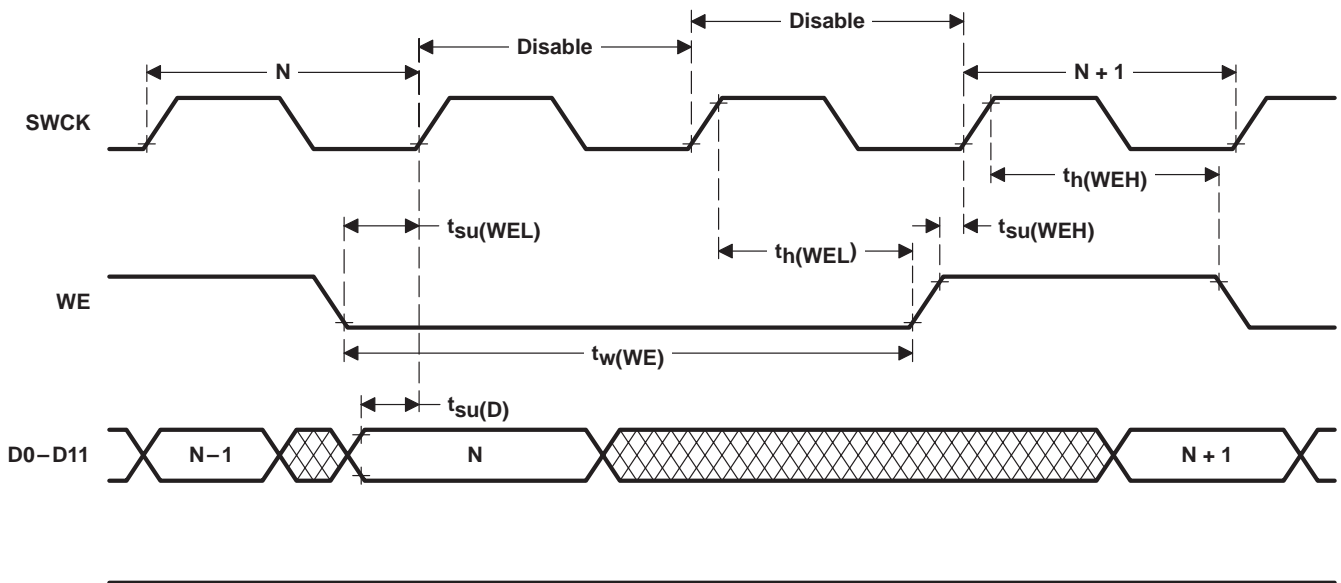 Disable
Disable
N
N + 1
SWCK
th(WEH)
tsu(WEL)
tsu(WEH)
th(WEL)
WE
tw(WE)
tsu(D)
D0–D11
N–1
N
N + 1